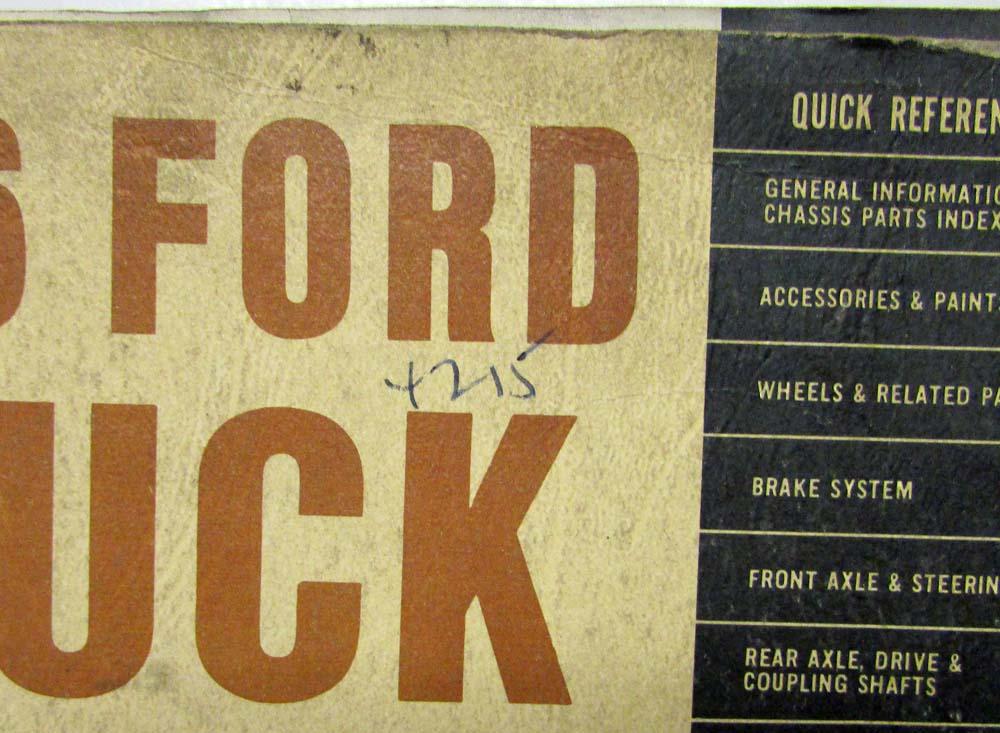 FORD
+215
UCK
QUICK REFEREN
GENERAL INFORMATIO
CHASSIS PARTS INDEX
ACCESSORIES & PAINT
WHEELS & RELATED PA
BRAKE SYSTEM
FRONT AXLE & STEERIN
REAR AXLE, DRIVE &
COUPLING SHAFTS